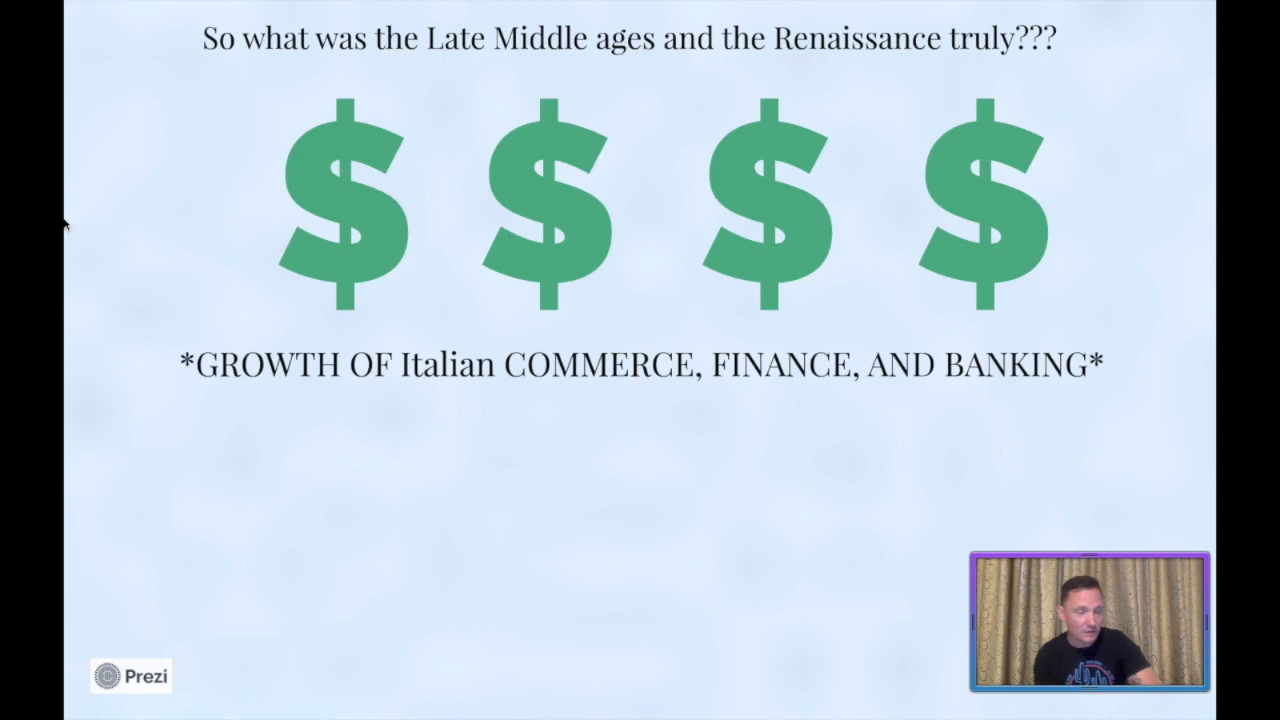 So what was the Late Middle ages and the Renaissance truly???
$ $ $ $
*GROWTH OF Italian COMMERCE, FINANCE, AND BANKING*
Prezi